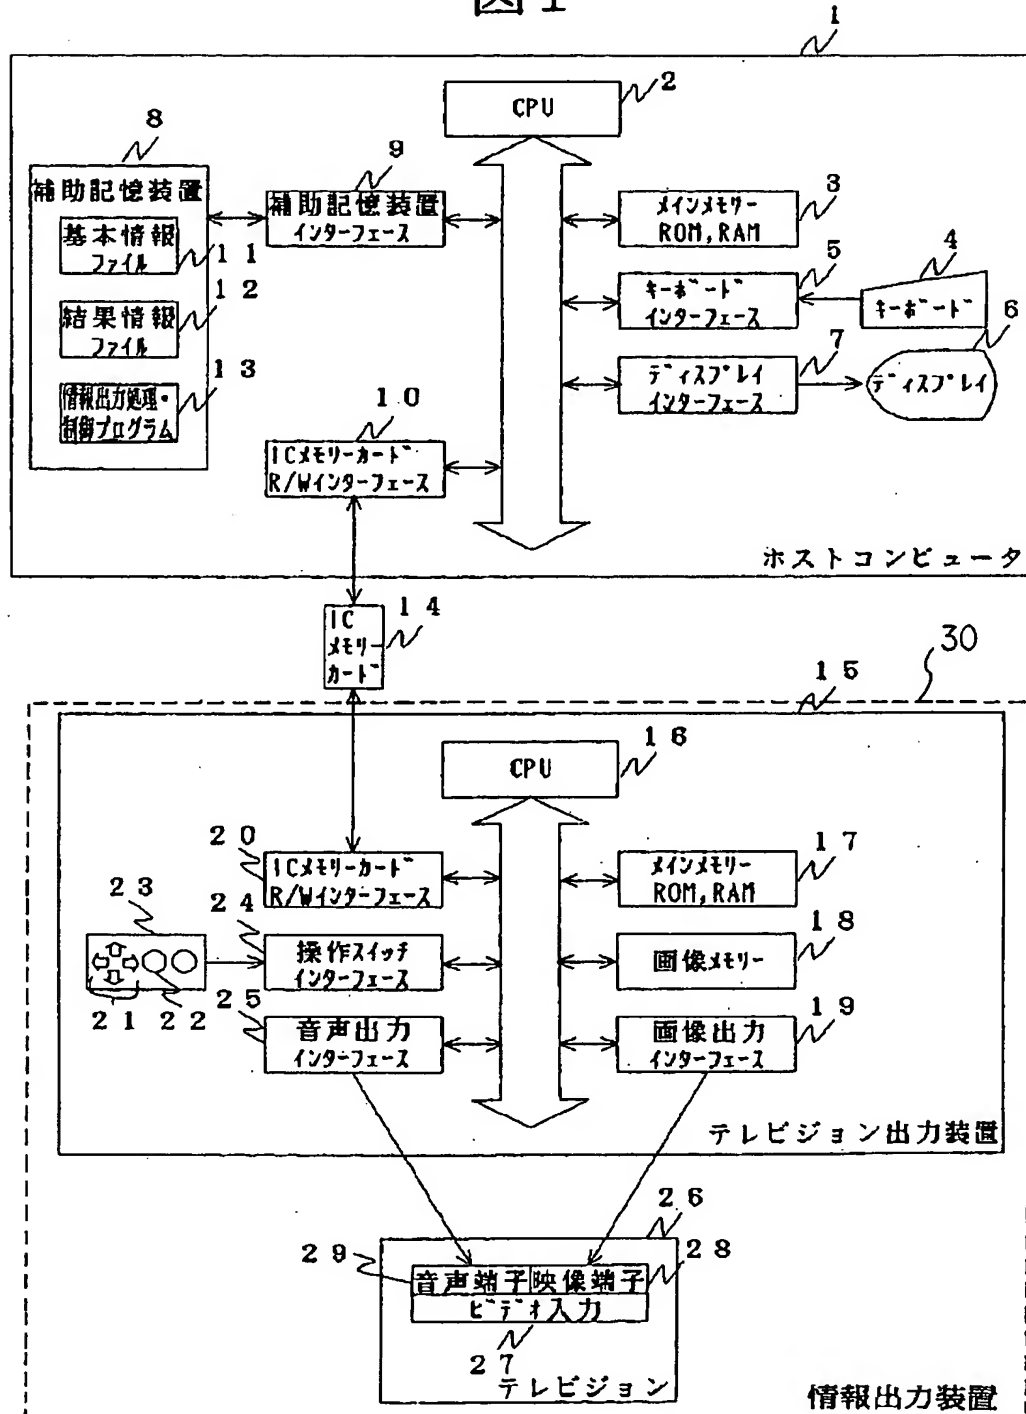 図1
1
CPU
2
8
補助記憶装置
基本情報
ファイル
11
結果情報
ファイル
12
情報出力処理・
制御プログラム
13
9
補助記憶装置
インターフェース
メインメモリー
ROM, RAM
3
キーボード
インターフェース
5
4
キーボード
ディスプレイ
インターフェース
7
6
ディスプレイ
10
ICメモリーカード
R/Wインターフェース
ホストコンピュータ
IC
メモリー
カード
14
30
15
CPU
16
20
ICメモリーカード
R/Wインターフェース
メインメモリー
ROM, RAM
17
23
24
操作スイッチ
インターフェース
画像メモリー
18
21
22
25
音声出力
インターフェース
画像出力
インターフェース
19
テレビジョン出力装置
26
29
音声端子
映像端子
28
ビデオ入力
27
テレビジョン
情報出力装置